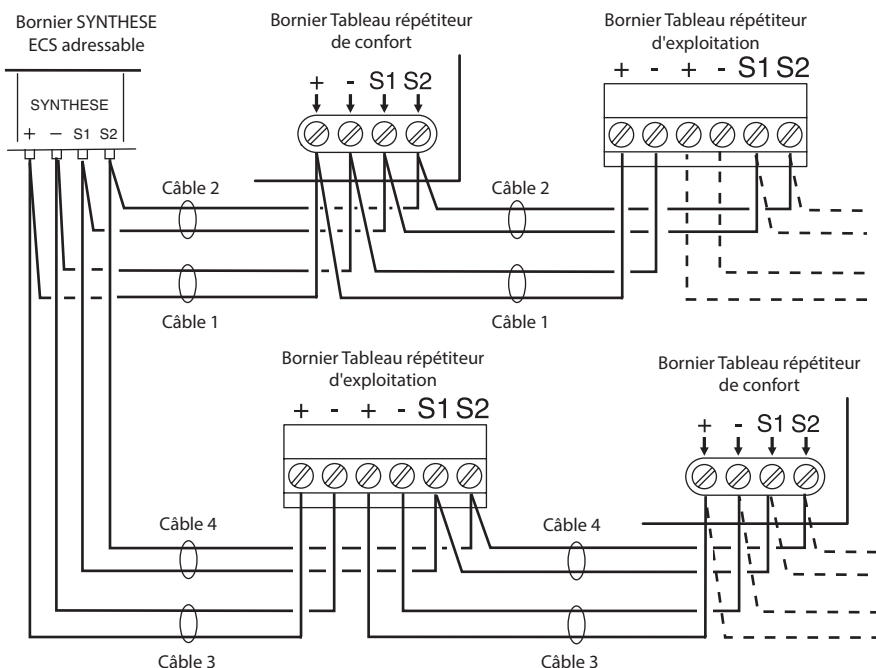 Bornier SYNTHESE
ECS adressable
SYNTHESE
+ – S1 S2
Bornier Tableau répétiteur
de confort
+ - S1 S2
Bornier Tableau répétiteur
d'exploitation
+ - + - S1 S2
Câble 2
Câble 2
Câble 1
Câble 1
Bornier Tableau répétiteur
d'exploitation
+ - + - S1 S2
Bornier Tableau répétiteur
de confort
+ - S1 S2
Câble 4
Câble 4
Câble 3
Câble 3